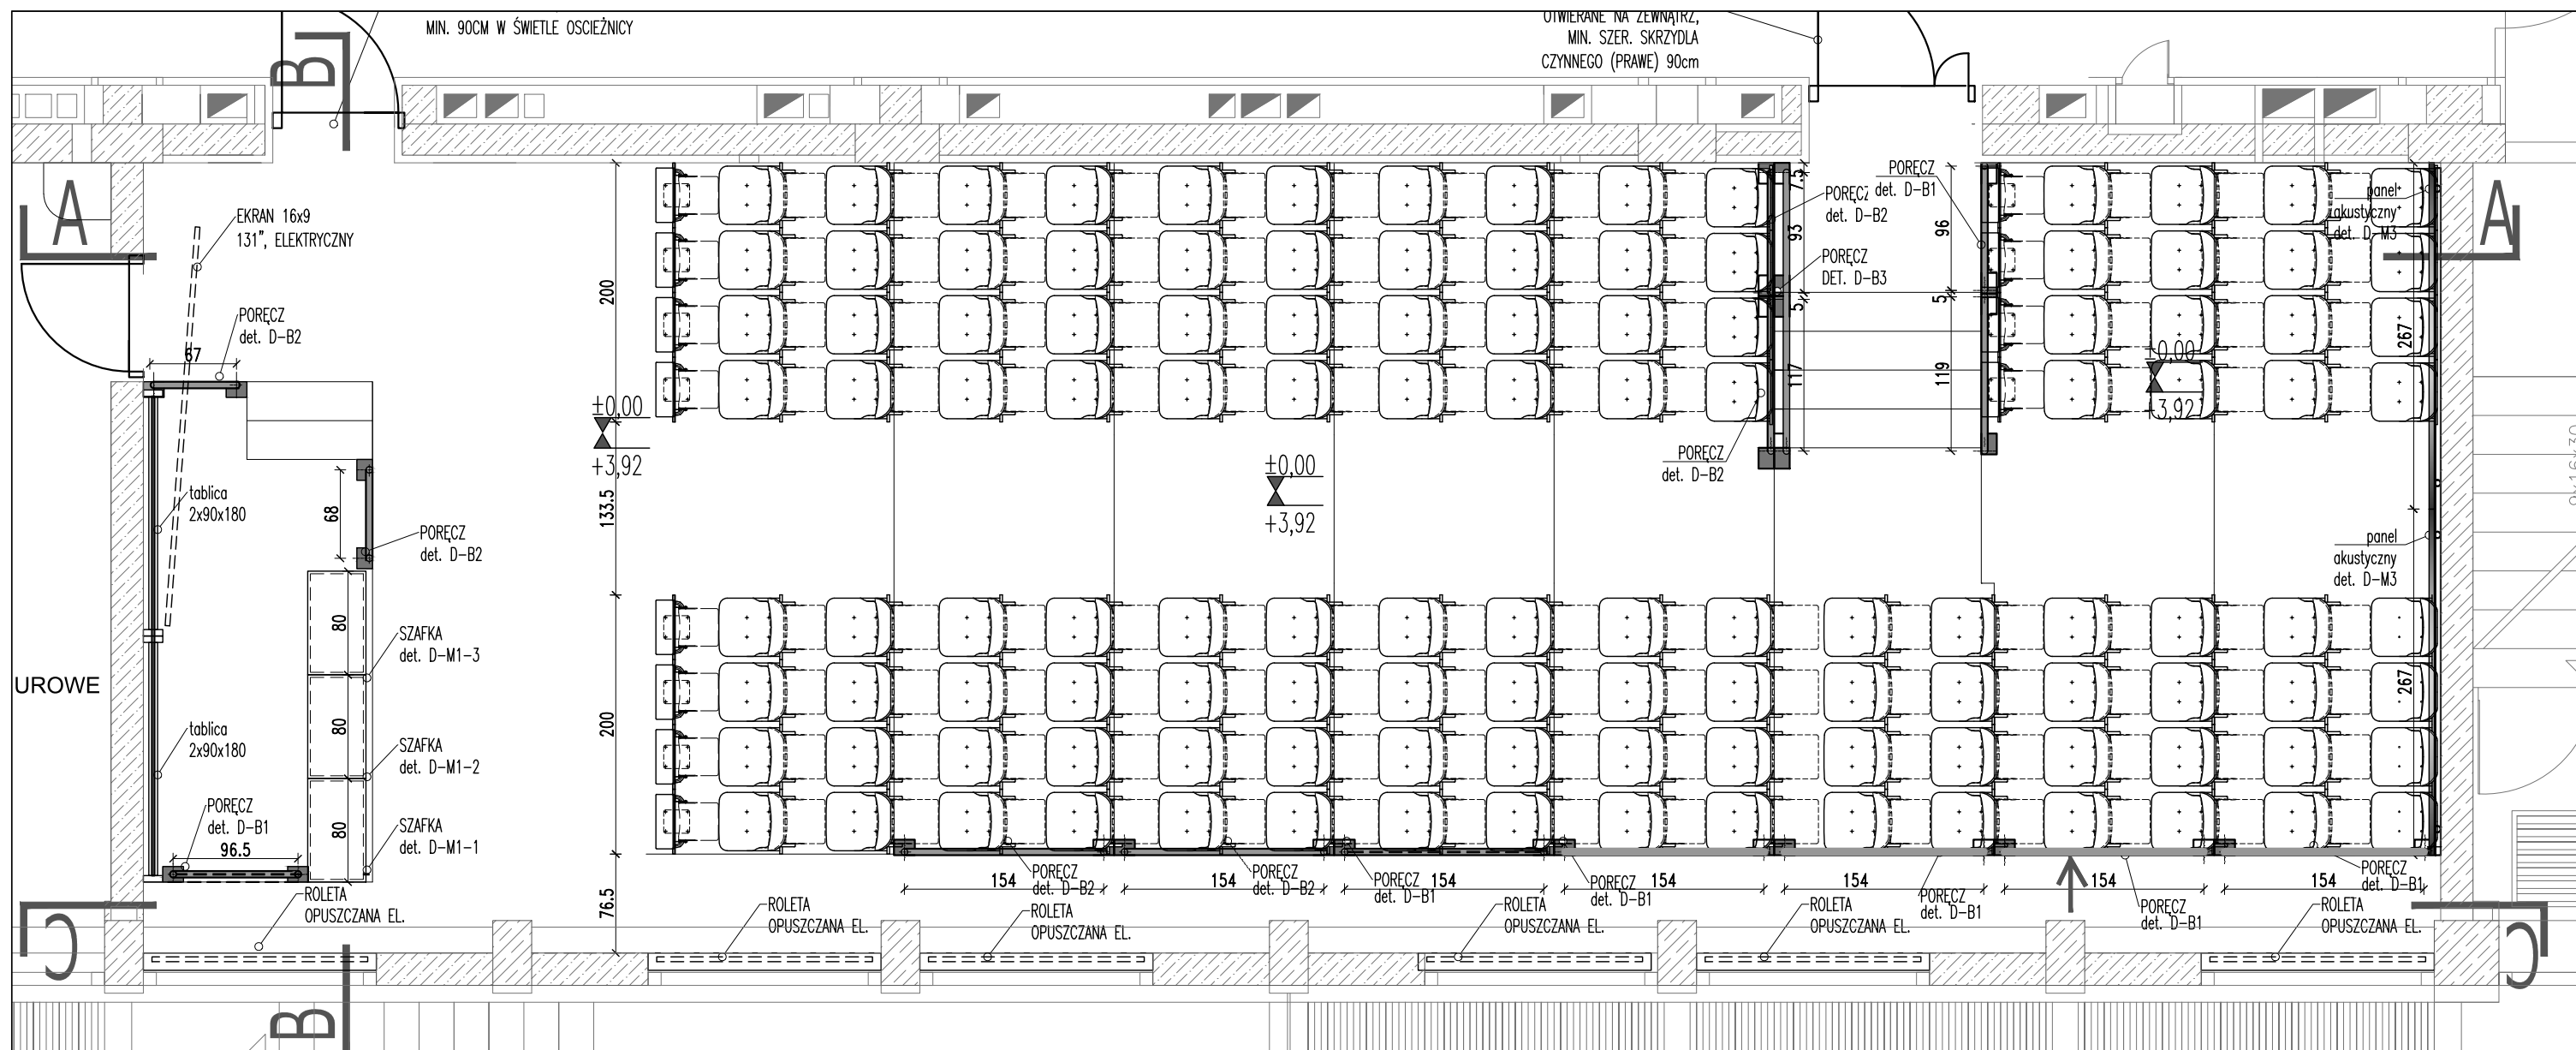 MIN. 90CM W ŚWIETLE OSCIEŻNICY
OTWIERANE NA ZEWNĄTRZ,
MIN. SZER. SKRZYDŁA
CZYNNEGO (PRAWE) 90cm
B
A
A
EKRAN 16x9
131", ELEKTRYCZNY
PORĘCZ
det. D-B2
67
200
±0,00
+3,92
133.5
±0,00
+3,92
7.5
93
5
117
PORĘCZ
det. D-B2
PORĘCZ
det. D-B1
PORĘCZ
DET. D-B3
96
5
119
PORĘCZ
det. D-B2
±0,00
+3,92
panel
akustyczny
det. D-M3
267
panel
akustyczny
det. D-M3
267
9x16x30
tablica
2x90x180
68
PORĘCZ
det. D-B2
80
SZAFKA
det. D-M1-3
UROWE
tablica
2x90x180
80
SZAFKA
det. D-M1-2
PORĘCZ
det. D-B1
96.5
80
SZAFKA
det. D-M1-1
200
76.5
ROLETA
OPUSZCZANA EL.
ROLETA
OPUSZCZANA EL.
154
PORĘCZ
det. D-B2
ROLETA
OPUSZCZANA EL.
154
PORĘCZ
det. D-B2
154
PORĘCZ
det. D-B1
ROLETA
OPUSZCZANA EL.
154
PORĘCZ
det. D-B1
ROLETA
OPUSZCZANA EL.
154
PORĘCZ
det. D-B1
154
PORĘCZ
det. D-B1
154
PORĘCZ
det. D-B1
ROLETA
OPUSZCZANA EL.
C
C
B